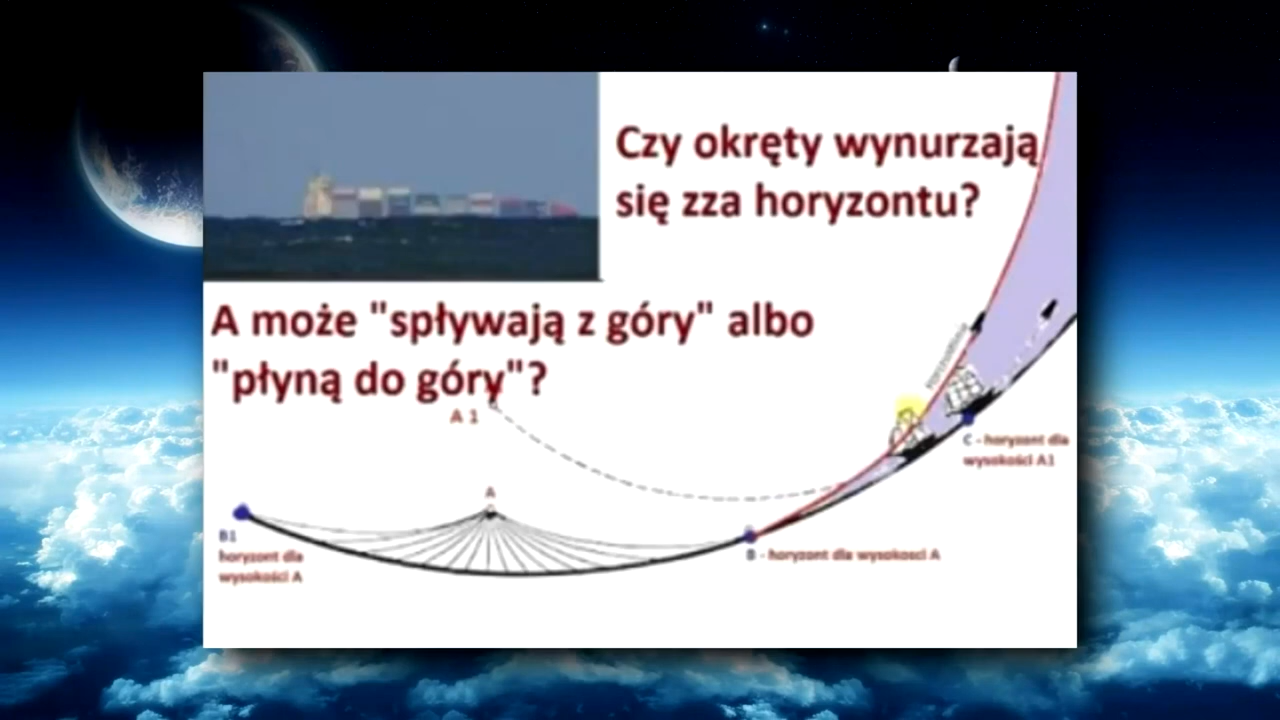 Czy okręty wynurzają
się zza horyzontu?
A może "spływają z góry" albo
"płyną do góry"?
A 1
A
B1
horyzont dla
wysokości A
B - horyzont dla wysokosci A
C - horyzont dla
wysokości A1